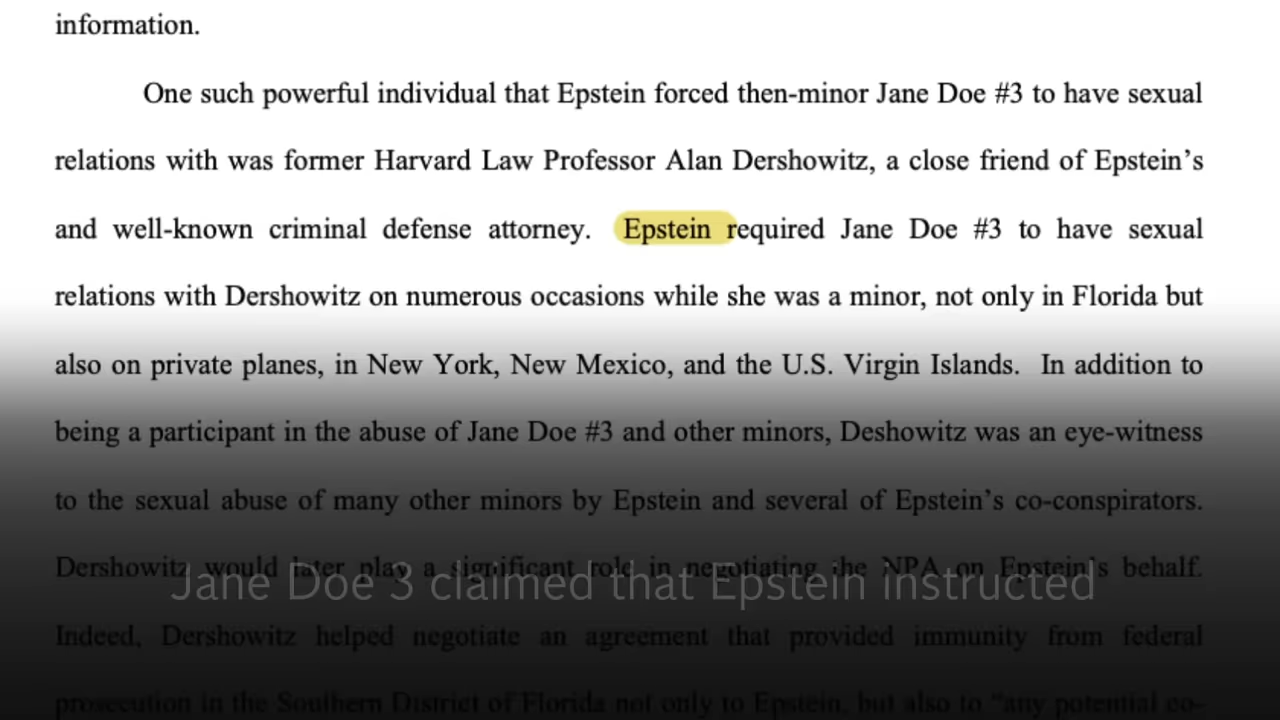 information.
One such powerful individual that Epstein forced then-minor Jane Doe #3 to have sexual
relations with was former Harvard Law Professor Alan Dershowitz, a close friend of Epstein’s
and well-known criminal defense attorney. Epstein required Jane Doe #3 to have sexual
relations with Dershowitz on numerous occasions while she was a minor, not only in Florida but
also on private planes, in New York, New Mexico, and the U.S. Virgin Islands. In addition to
being a participant in the abuse of Jane Doe #3 and other minors, Deshowitz was an eye-witness
to the sexual abuse of many other minors by Epstein and several of Epstein’s co-conspirators.
Dershowitz would later play a significant role in negotiating the NPA on Epstein’s behalf.
Jane Doe 3 claimed that Epstein instructed
Indeed, Dershowitz helped negotiate an agreement that provided immunity from federal
prosecution in the Southern District of Florida not only to Epstein, but also to “any potential co-